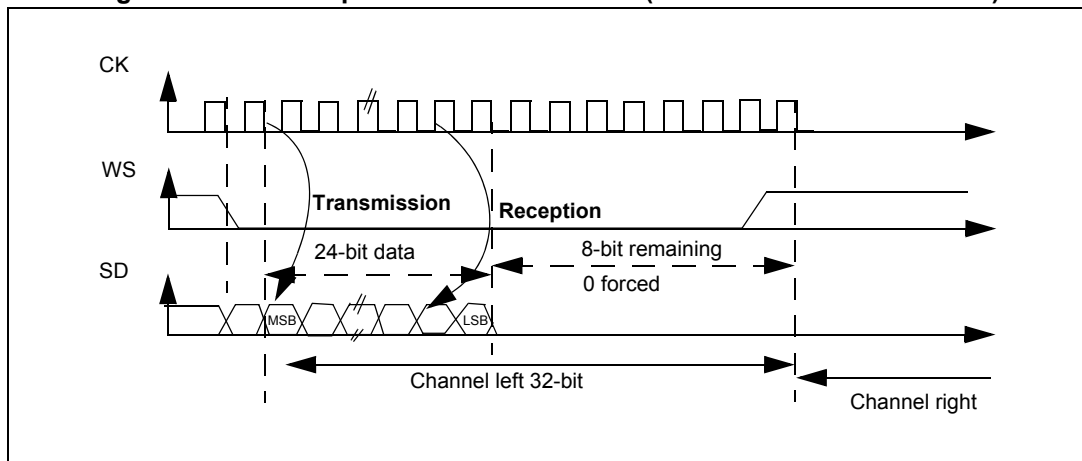 CK
WS
Transmission
Reception
24-bit data
8-bit remaining
0 forced
SD
MSB
LSB
Channel left 32-bit
Channel right